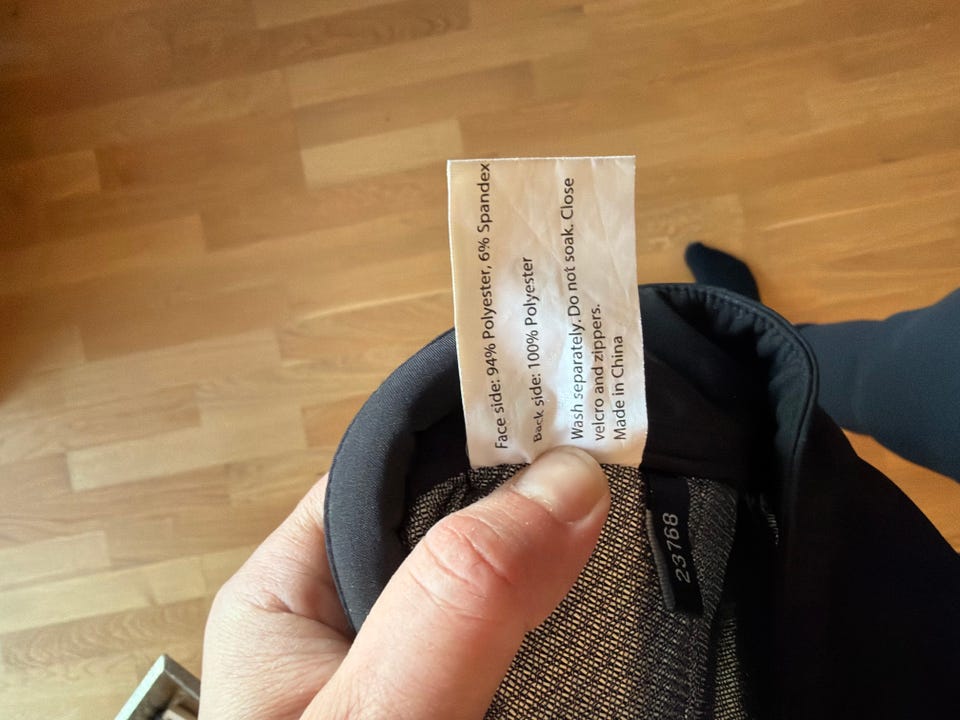 Face side: 94% Polyester, 6% Spandex
Back side: 100% Polyester
Wash separately. Do not soak. Close
velcro and zippers.
Made in China
23768